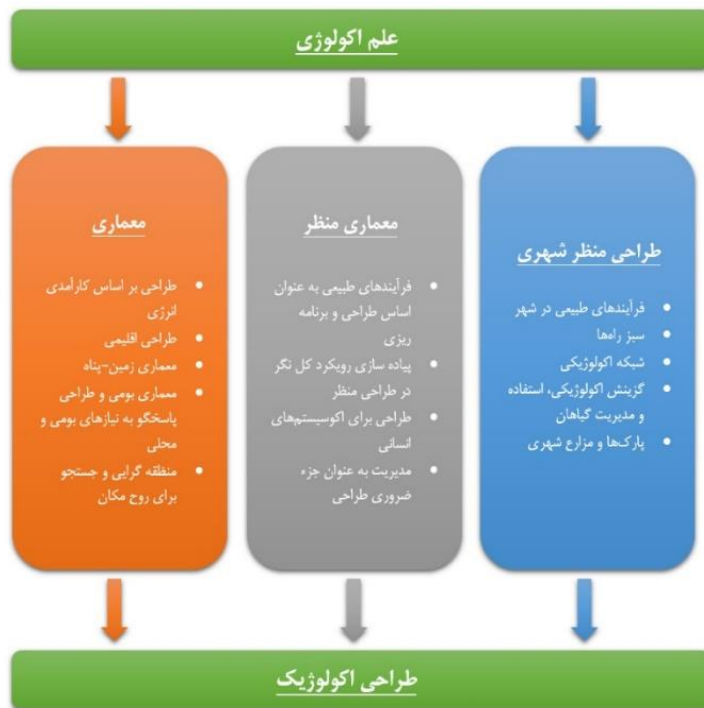 علم اکولوژی
طراحی منظر شهری
فرآیندهای طبیعی در شهر
سبز راه‌ها
شبکه اکولوژیکی
گزینش اکولوژیکی، استفاده
و مدیریت گیاهان
پارک‌ها و مزارع شهری
معماری منظر
فرآیندهای طبیعی به عنوان
اساس طراحی و برنامه
ریزی
پیاده سازی رویکرد کل نگر
در طراحی منظر
طراحی برای اکوسیستم‌های
انسانی
مدیریت به عنوان جزء
ضروری طراحی
معماری
طراحی بر اساس کارآمدی
انرژی
طراحی اقلیمی
معماری زمین-پناه
معماری بومی و طراحی
پاسخگو به نیازهای بومی و
محلی
منطقه گرایی و جستجو
برای روح مکان
طراحی اکولوژیک